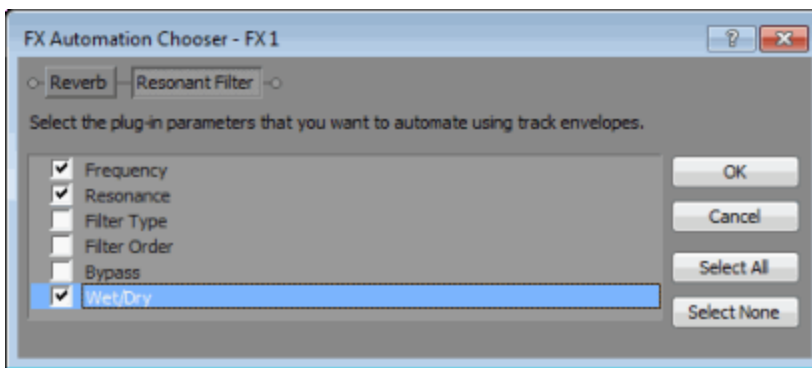 FX Automation Chooser - FX 1
Reverb Resonant Filter
Select the plug-in parameters that you want to automate using track envelopes.
Frequency
Resonance
Filter Type
Filter Order
Bypass
Wet/Dry
OK
Cancel
Select All
Select None